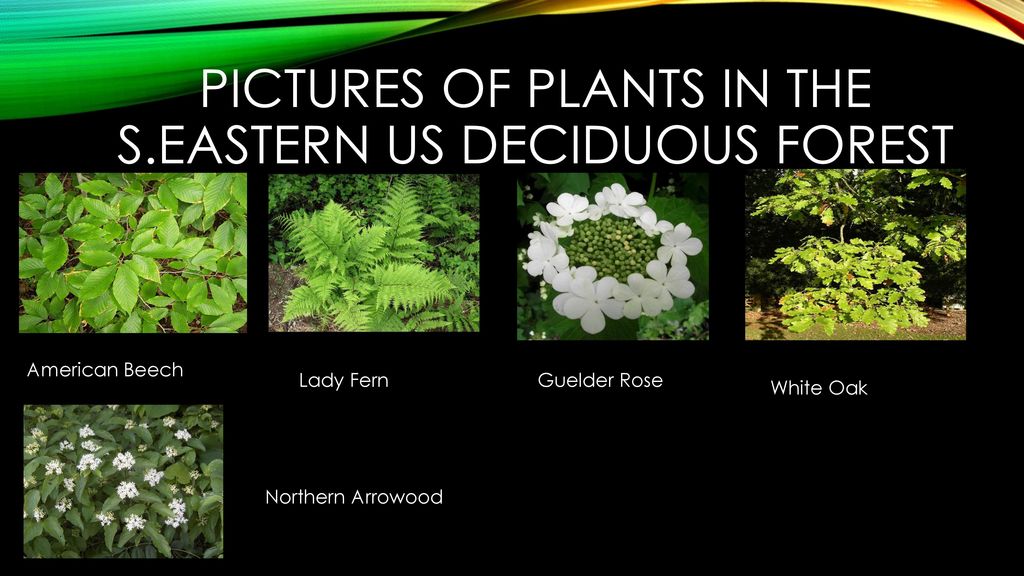 PICTURES OF PLANTS IN THE
S.EASTERN US DECIDUOUS FOREST
American Beech
Lady Fern
Guelder Rose
White Oak
Northern Arrowood